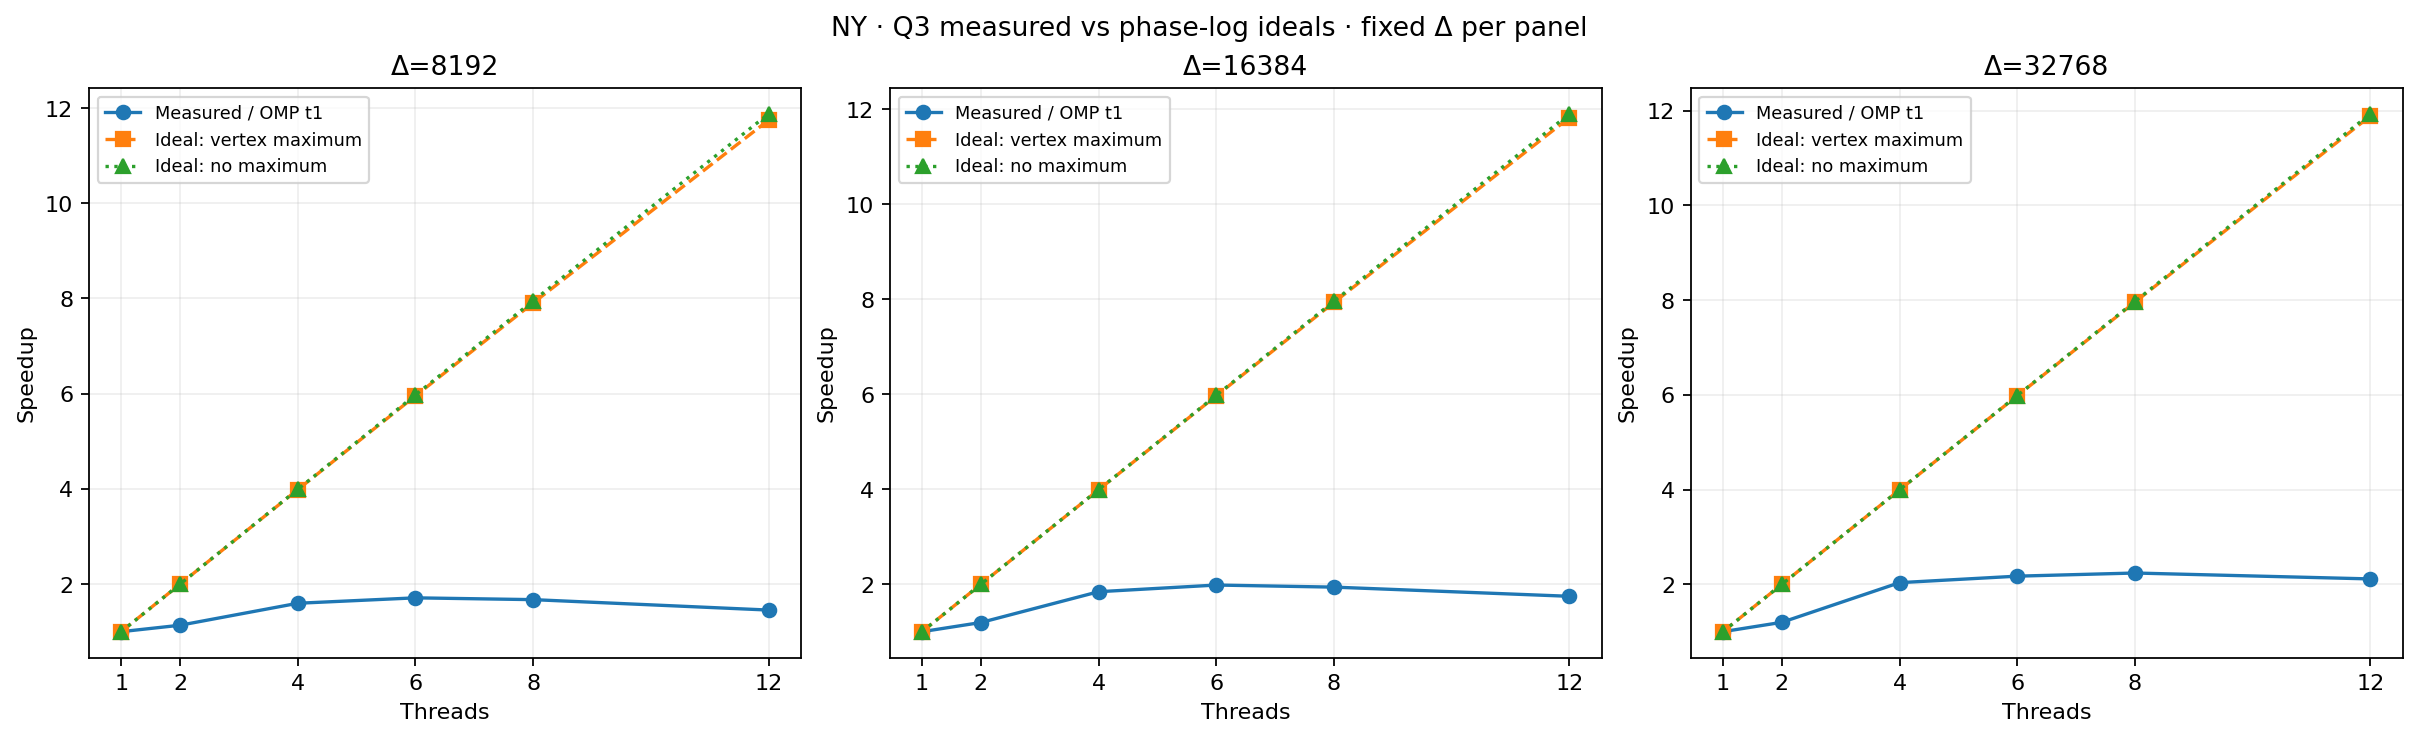 NY · Q3 measured vs phase-log ideals · fixed Δ per panel
Δ=8192
Measured / OMP t1
Ideal: vertex maximum
Ideal: no maximum
12
10
8
6
4
2
Speedup
1 2 4 6 8 12
Threads
Δ=16384
Measured / OMP t1
Ideal: vertex maximum
Ideal: no maximum
12
10
8
6
4
2
Speedup
1 2 4 6 8 12
Threads
Δ=32768
Measured / OMP t1
Ideal: vertex maximum
Ideal: no maximum
12
10
8
6
4
2
Speedup
1 2 4 6 8 12
Threads